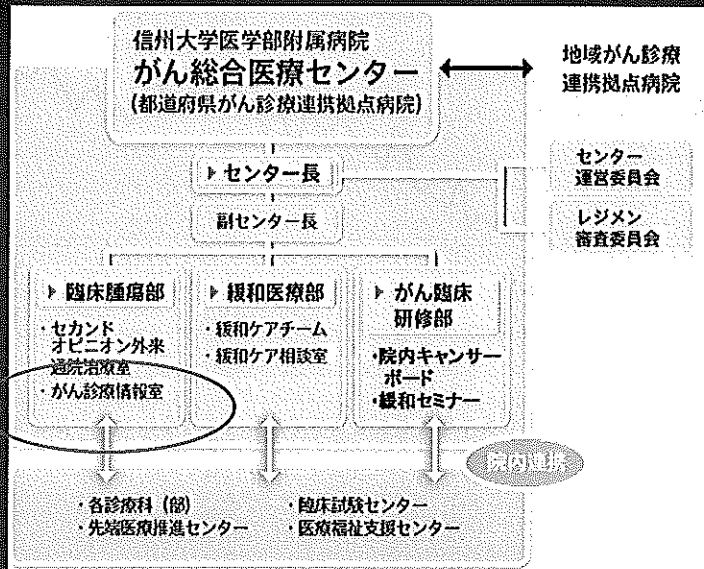 信州大学医学部附属病院
がん総合医療センター
(都道府県がん診療連携拠点病院)
地域がん診療
連携拠点病院
センター長
副センター長
センター
運営委員会
レジメン
審査委員会
臨床腫瘍部
・セカンド
オピニオン外来
通院治療室
・がん診療情報室
緩和医療部
・緩和ケアチーム
・緩和ケア相談室
がん臨床
研修部
・院内キャンサー
ボード
・緩和セミナー
院内連携
・各診療科(部)
・先端医療推進センター
・臨床試験センター
・医療福祉支援センター